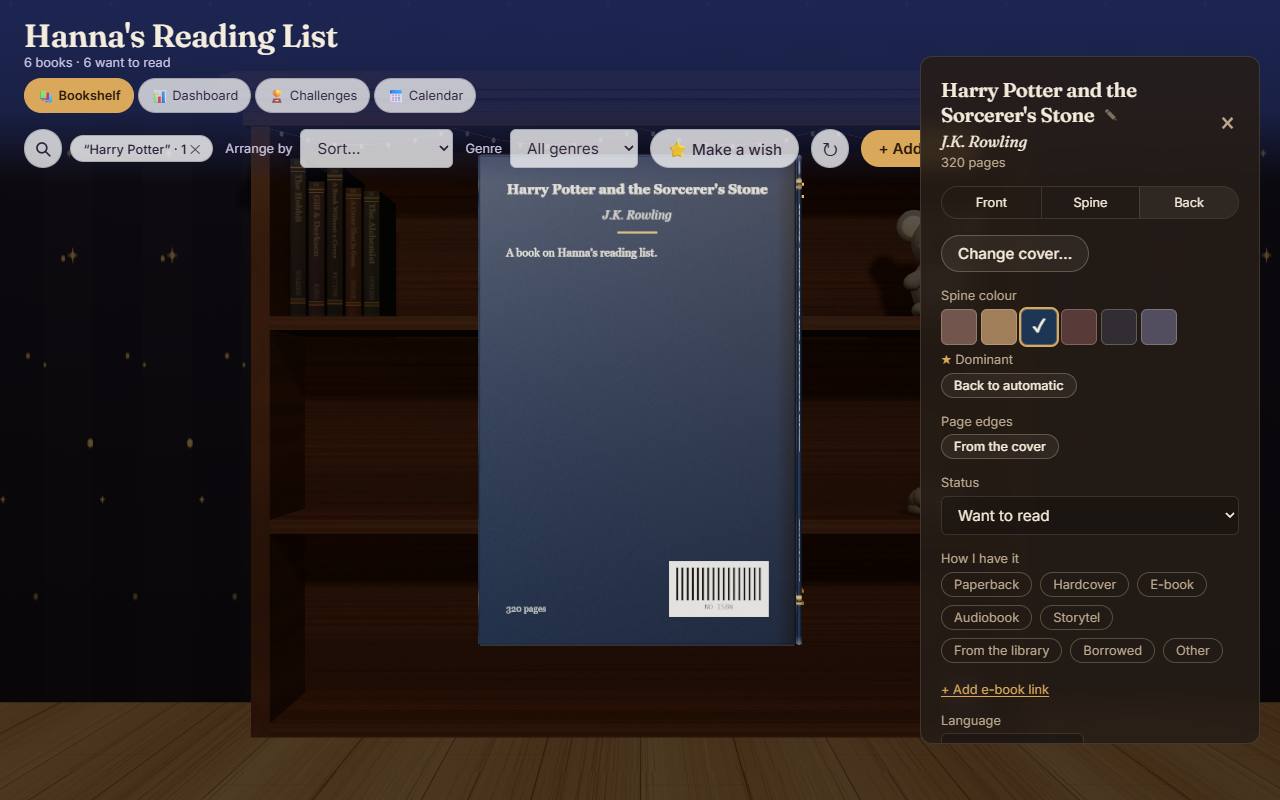 Hanna's Reading List
6 books · 6 want to read
Bookshelf
Dashboard
Challenges
Calendar
"Harry Potter" · 1
Arrange by
Sort...
Genre
All genres
Make a wish
+ Add
The Hobbit
The Alchemist
Harry Potter and the Sorcerer's Stone
J.K. Rowling
A book on Hanna's reading list.
320 pages
NO ISBN
Harry Potter and the
Sorcerer's Stone
J.K. Rowling
320 pages
Front
Spine
Back
Change cover...
Spine colour
Dominant
Back to automatic
Page edges
From the cover
Status
Want to read
How I have it
Paperback
Hardcover
E-book
Audiobook
Storytel
From the library
Borrowed
Other
+ Add e-book link
Language